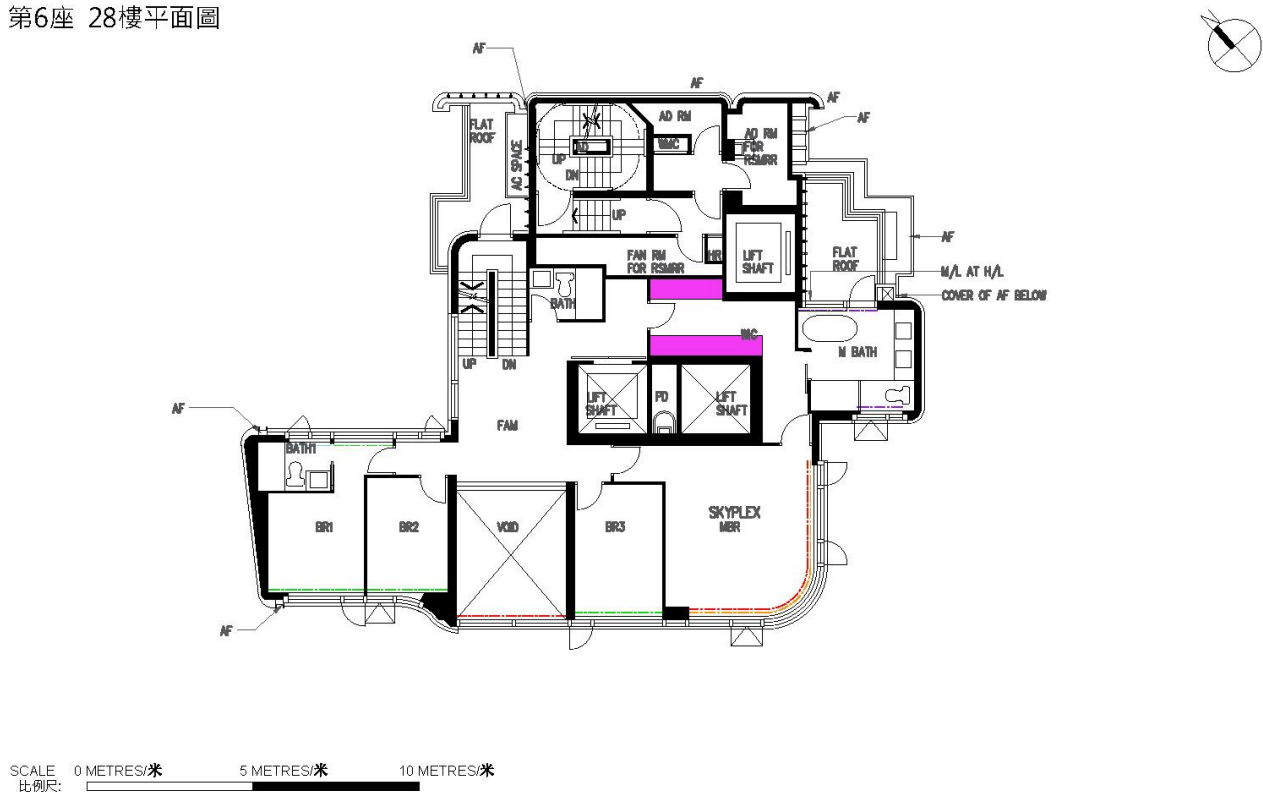 第6座 28樓平面圖
AF
AF
AF
AF
FLAT
ROOF
AC SPACE
AD RM
AD RM
FOR
RSMRR
WMC
UP
DN
UP
HR
FAN RM
FOR RSMRR
LIFT
SHAFT
FLAT
ROOF
AF
M/L AT H/L
COVER OF AF BELOW
BATH
WIC
M BATH
UP
DN
LIFT
SHAFT
PD
LIFT
SHAFT
AF
FAM
BATH1
BR1
BR2
VOID
BR3
SKYPLEX
MBR
AF
SCALE 0 METRES/米 5 METRES/米 10 METRES/米
比例尺: